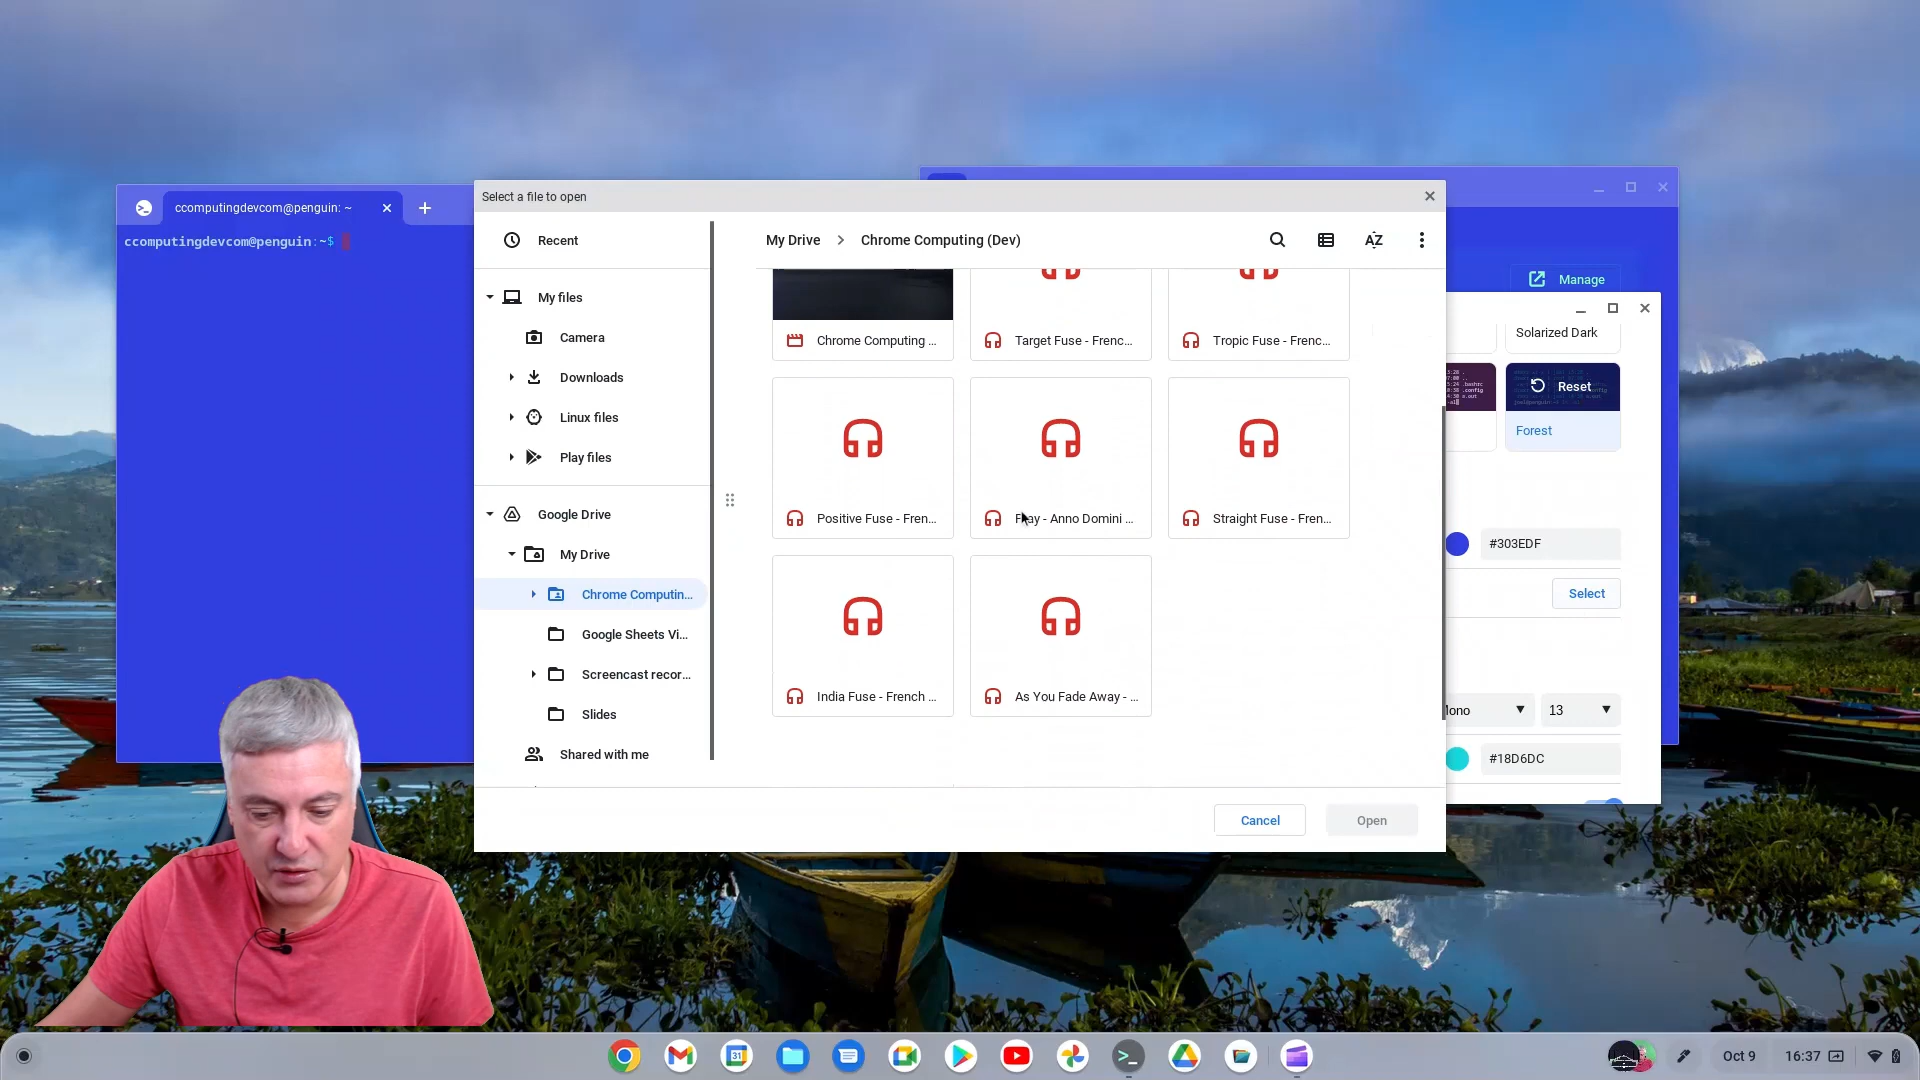 ccomputingdevcom@penguin: ~
ccomputingdevcom@penguin:~$
Select a file to open
Recent
My files
Camera
Downloads
Linux files
Play files
Google Drive
My Drive
Chrome Computin...
Google Sheets Vi...
Screencast recor...
Slides
Shared with me
My Drive > Chrome Computing (Dev)
AZ
Chrome Computing ...
Target Fuse - Frenc...
Tropic Fuse - Frenc...
Positive Fuse - Fren...
Anno Domini ...
Straight Fuse - Fren...
India Fuse - French ...
As You Fade Away - ...
Cancel
Open
Manage
Solarized Dark
Reset
Forest
#303EDF
Select
Mono
13
#18D6DC
31
Oct 9
16:37